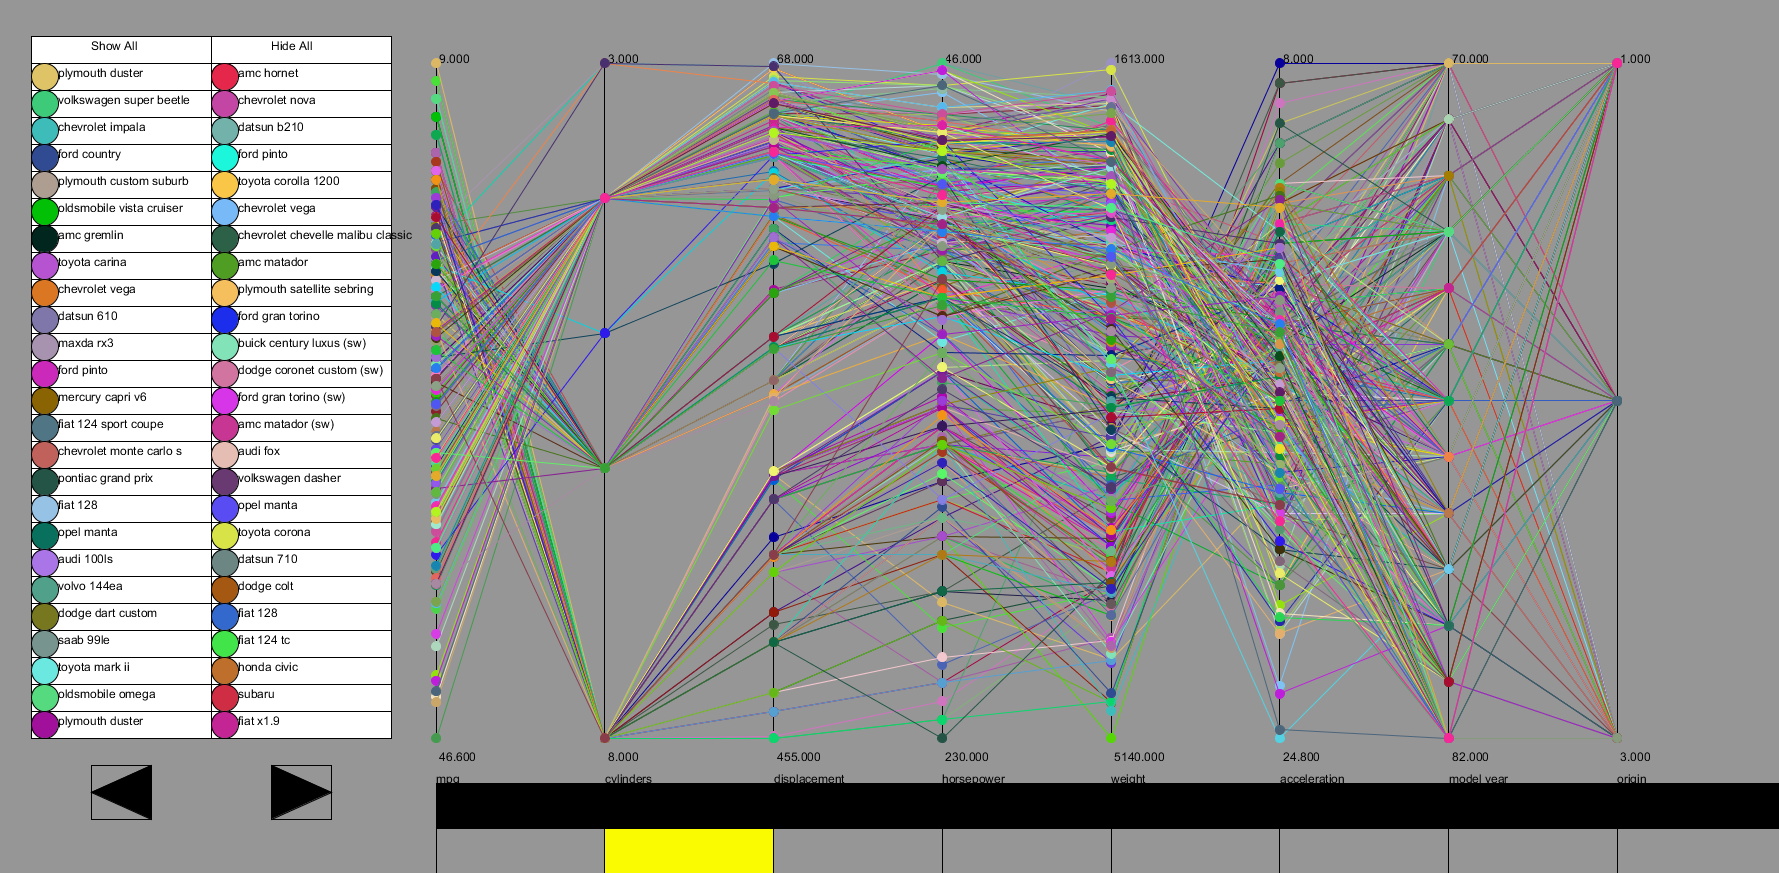 Show All Hide All
plymouth duster amc hornet
volkswagen super beetle chevrolet nova
chevrolet impala datsun b210
ford country ford pinto
plymouth custom suburb toyota corolla 1200
oldsmobile vista cruiser chevrolet vega
amc gremlin chevrolet chevelle malibu classic
toyota carina amc matador
chevrolet vega plymouth satellite sebring
datsun 610 ford gran torino
maxda rx3 buick century luxus (sw)
ford pinto dodge coronet custom (sw)
mercury capri v6 ford gran torino (sw)
fiat 124 sport coupe amc matador (sw)
chevrolet monte carlo s audi fox
pontiac grand prix volkswagen dasher
fiat 128 opel manta
opel manta toyota corona
audi 100ls datsun 710
volvo 144ea dodge colt
dodge dart custom fiat 128
saab 99le fiat 124 tc
toyota mark ii honda civic
oldsmobile omega subaru
plymouth duster fiat x1.9
9.000 3.000 68.000 46.000 1613.000 8.000 70.000 1.000
46.600 8.000 455.000 230.000 5140.000 24.800 82.000 3.000
mpg cylinders displacement horsepower weight acceleration model year origin